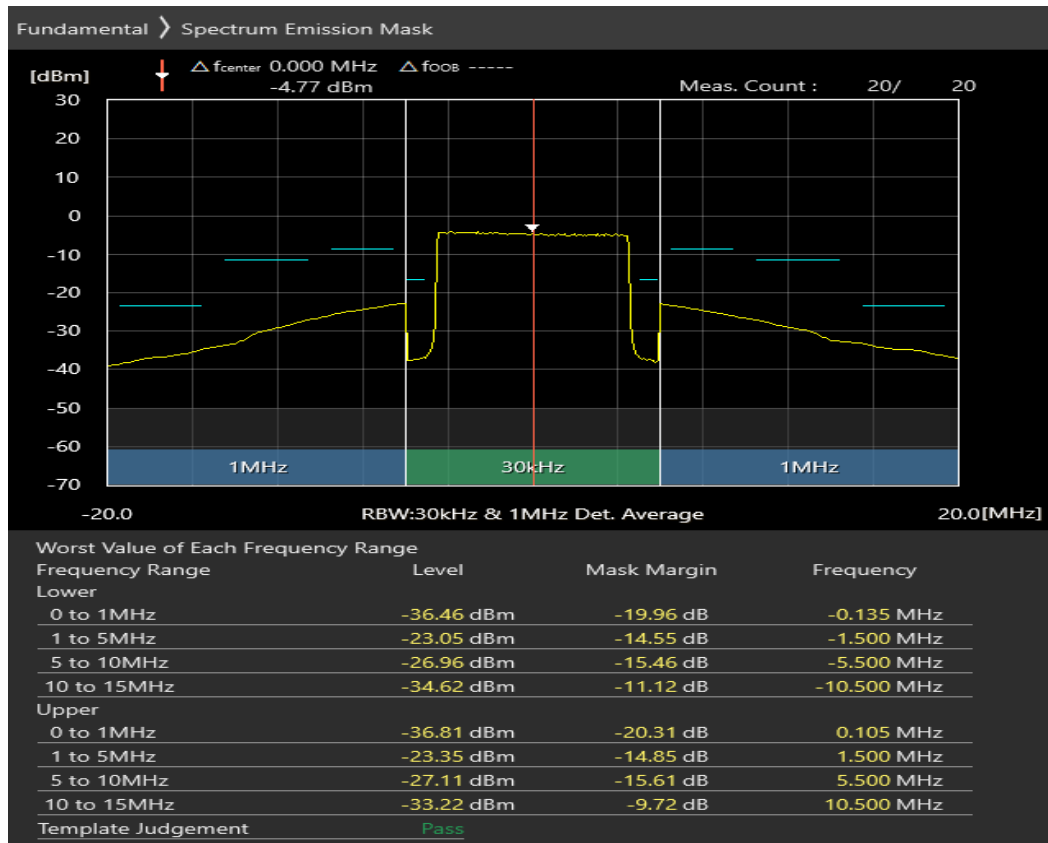 Fundamental ❯ Spectrum Emission Mask
[dBm] △ fcenter 0.000 MHz △ fOOB -----
-4.77 dBm Meas. Count : 20/ 20
30
20
10
0
-10
-20
-30
-40
-50
-60
1MHz 30kHz 1MHz
-70
-20.0 RBW:30kHz & 1MHz Det. Average 20.0[MHz]
Worst Value of Each Frequency Range
Frequency Range Level Mask Margin Frequency
Lower
0 to 1MHz -36.46 dBm -19.96 dB -0.135 MHz
1 to 5MHz -23.05 dBm -14.55 dB -1.500 MHz
5 to 10MHz -26.96 dBm -15.46 dB -5.500 MHz
10 to 15MHz -34.62 dBm -11.12 dB -10.500 MHz
Upper
0 to 1MHz -36.81 dBm -20.31 dB 0.105 MHz
1 to 5MHz -23.35 dBm -14.85 dB 1.500 MHz
5 to 10MHz -27.11 dBm -15.61 dB 5.500 MHz
10 to 15MHz -33.22 dBm -9.72 dB 10.500 MHz
Template Judgement Pass